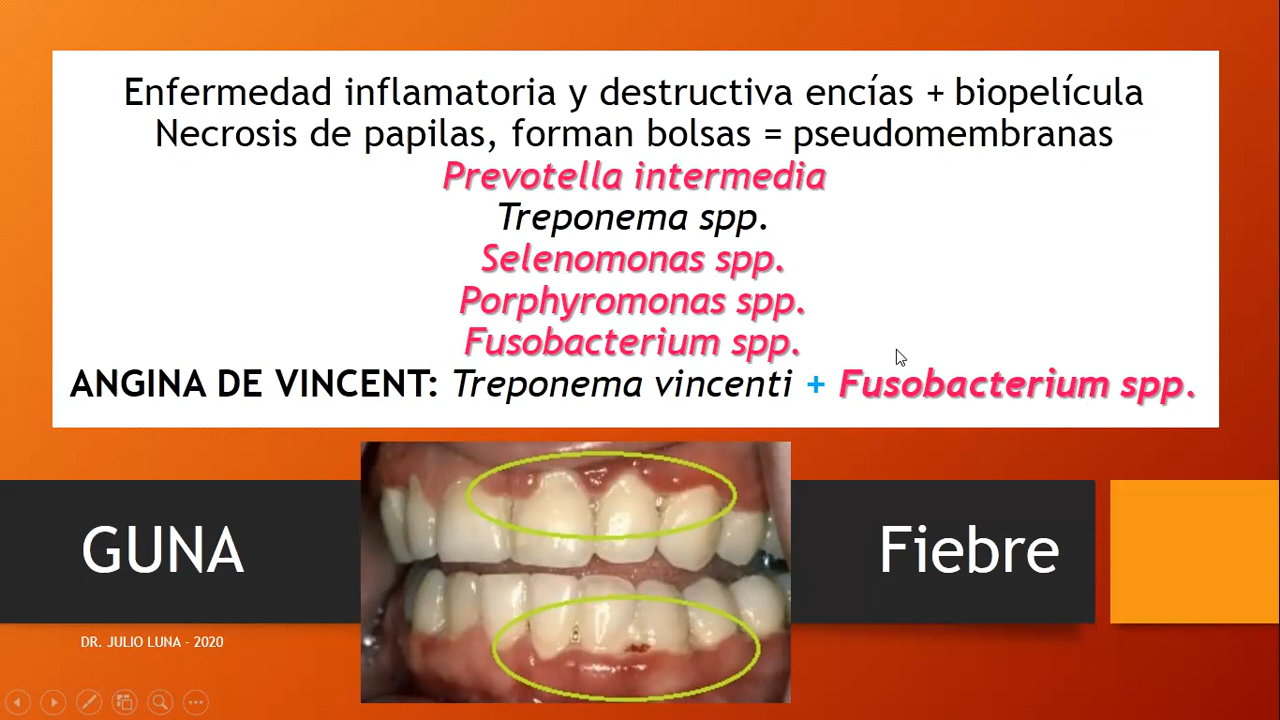 Enfermedad inflamatoria y destructiva encías + biopelícula
Necrosis de papilas, forman bolsas = pseudomembranas
Prevotella intermedia
Treponema spp.
Selenomonas spp.
Porphyromonas spp.
Fusobacterium spp.
ANGINA DE VINCENT: Treponema vincenti + Fusobacterium spp.
GUNA
Fiebre
DR. JULIO LUNA - 2020